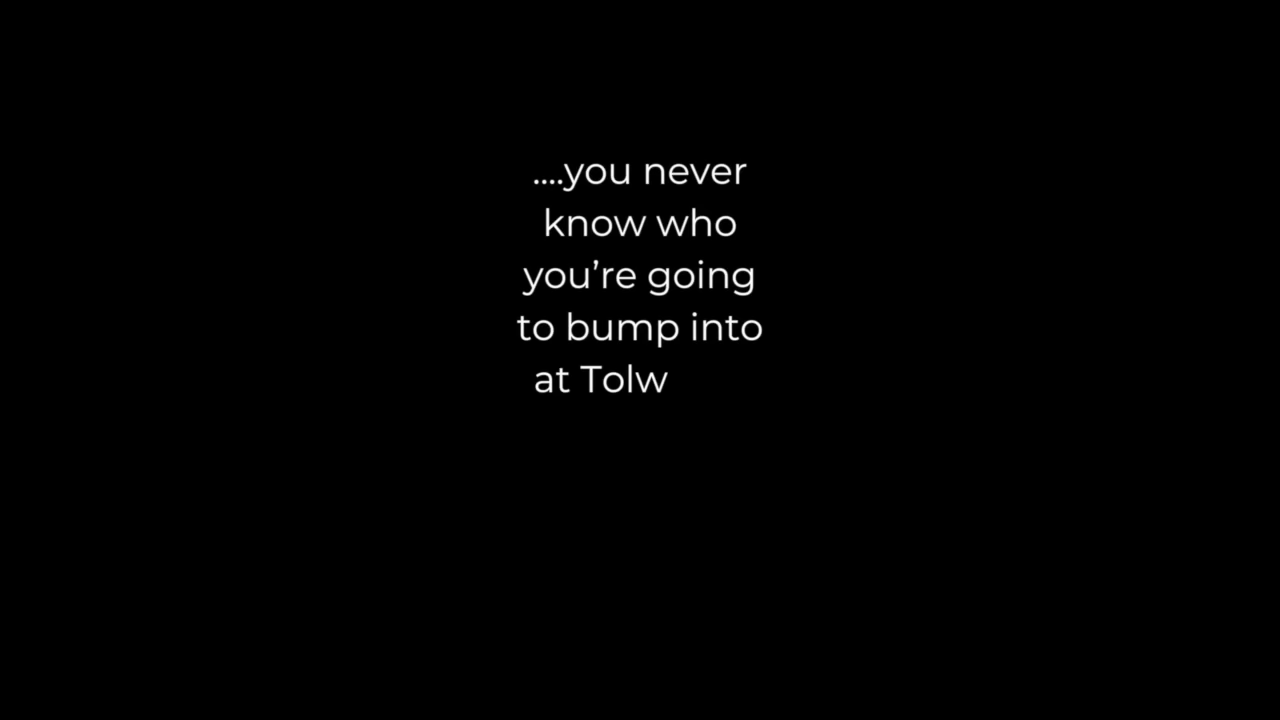 ....you never
know who
you’re going
to bump into
at Tolw